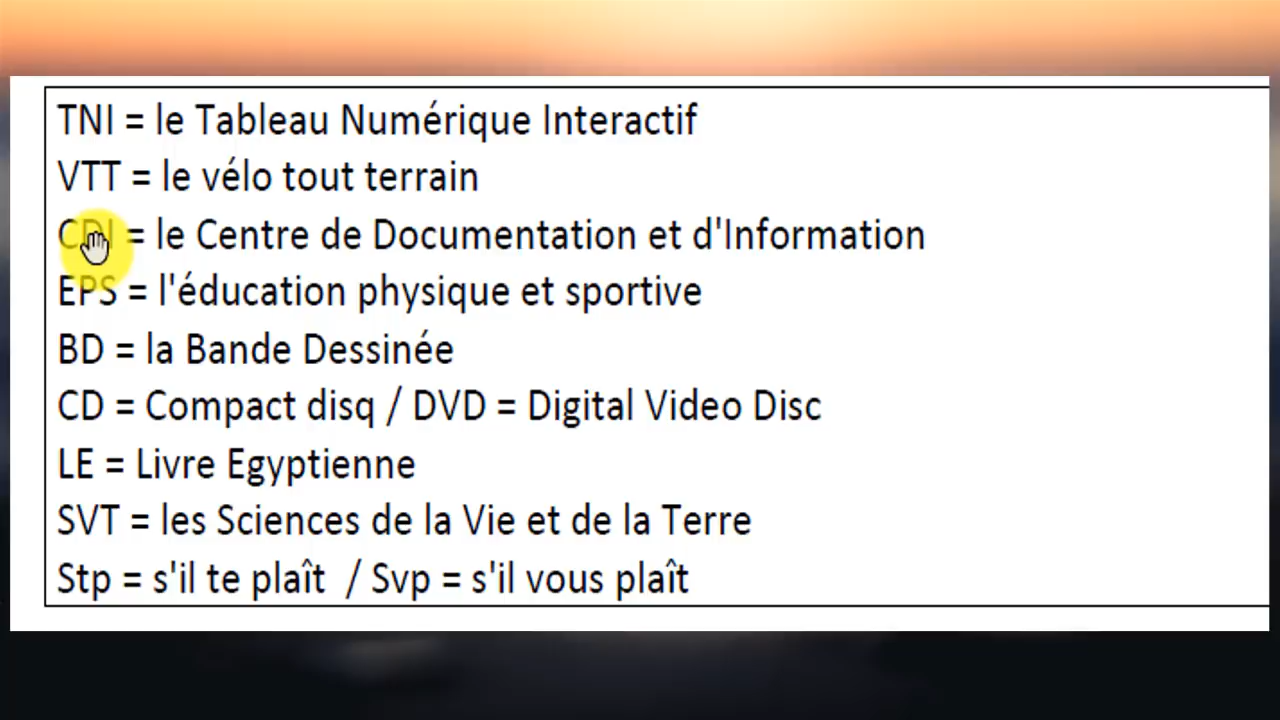 TNI = le Tableau Numérique Interactif
VTT = le vélo tout terrain
CDI = le Centre de Documentation et d'Information
EPS = l'éducation physique et sportive
BD = la Bande Dessinée
CD = Compact disq / DVD = Digital Video Disc
LE = Livre Egyptienne
SVT = les Sciences de la Vie et de la Terre
Stp = s'il te plaît / Svp = s'il vous plaît